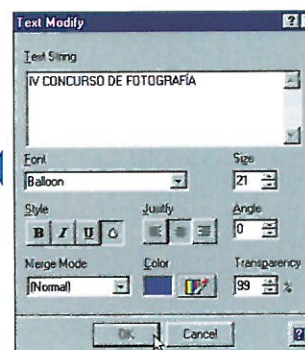 Text Modify ?
Text String
IV CONCURSO DE FOTOGRAFÍA
Font Size
Balloon 21
Style Justify Angle
B I U 0
Merge Mode Color Transparency
(Normal) 99 %
OK Cancel ?